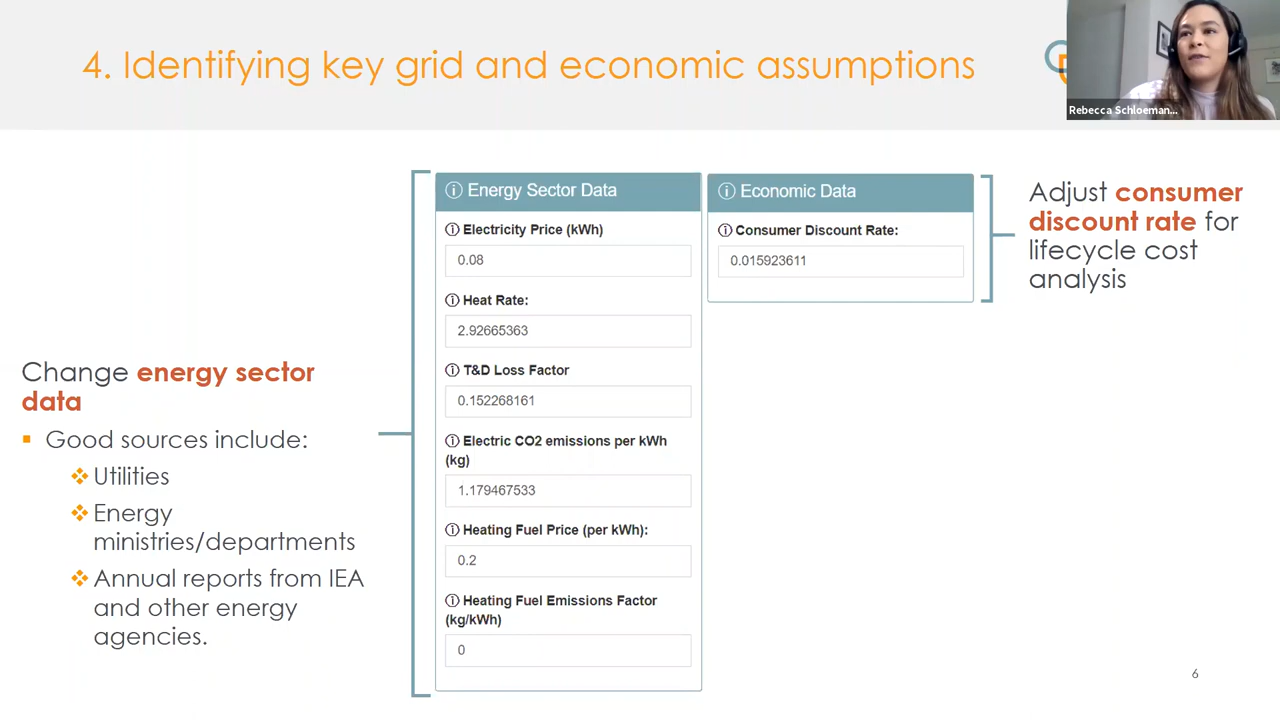 4. Identifying key grid and economic assumptions
Rebecca Schloeman...
Change energy sector
data
Good sources include:
Utilities
Energy
ministries/departments
Annual reports from IEA
and other energy
agencies.
Energy Sector Data
Electricity Price (kWh)
0.08
Heat Rate:
2.92665363
T&D Loss Factor
0.152268161
Electric CO2 emissions per kWh
(kg)
1.179467533
Heating Fuel Price (per kWh):
0.2
Heating Fuel Emissions Factor
(kg/kWh)
0
Economic Data
Consumer Discount Rate:
0.015923611
Adjust consumer
discount rate for
lifecycle cost
analysis
6